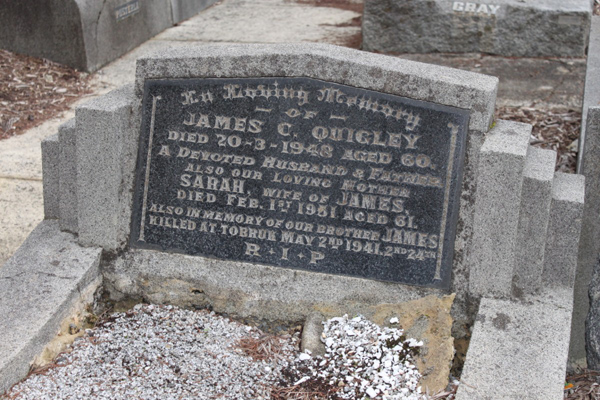 GRAY
In Loving Memory
- OF -
JAMES C. QUIGLEY
DIED 20-3-1948 AGED 60.
A DEVOTED HUSBAND & FATHER
ALSO OUR LOVING MOTHER
SARAH, WIFE OF JAMES
DIED FEB. 1ST 1951 AGED 61.
ALSO IN MEMORY OF OUR BROTHER JAMES
KILLED AT TOBRUK MAY 2ND 1941. 2ND 24TH
R · I · P